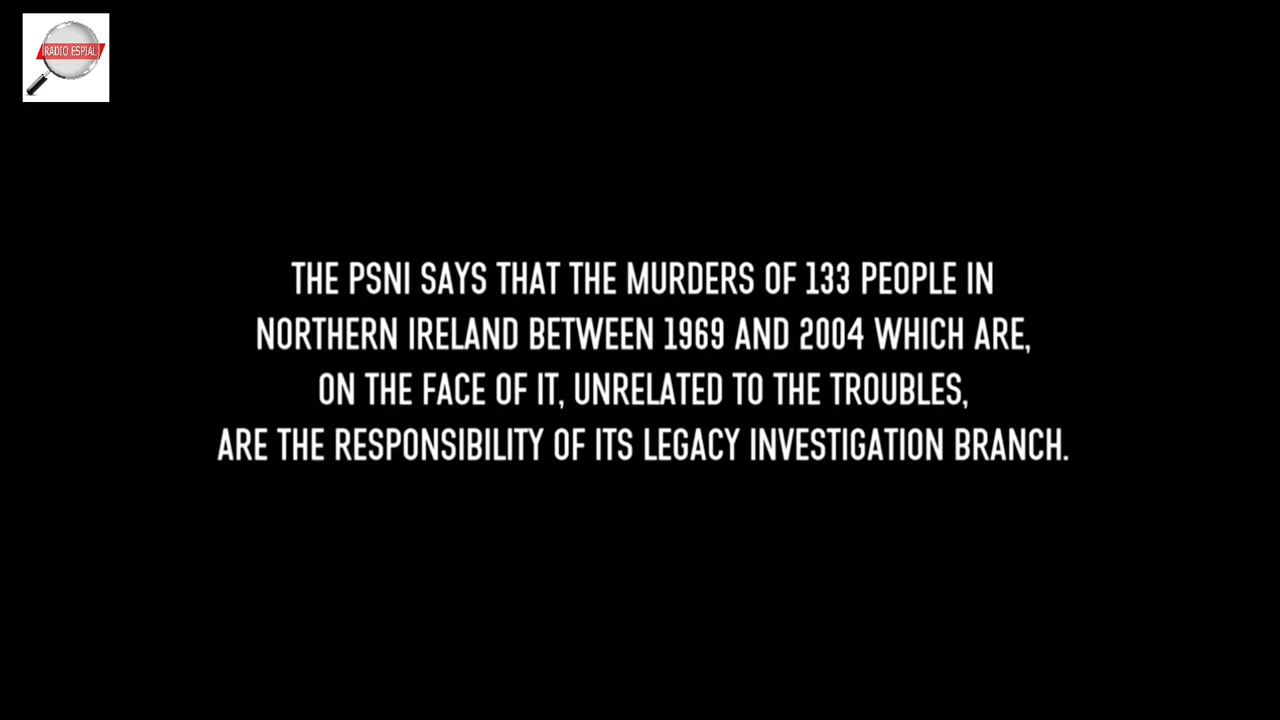 RADIO ESPIAL
THE PSNI SAYS THAT THE MURDERS OF 133 PEOPLE IN
NORTHERN IRELAND BETWEEN 1969 AND 2004 WHICH ARE,
ON THE FACE OF IT, UNRELATED TO THE TROUBLES,
ARE THE RESPONSIBILITY OF ITS LEGACY INVESTIGATION BRANCH.